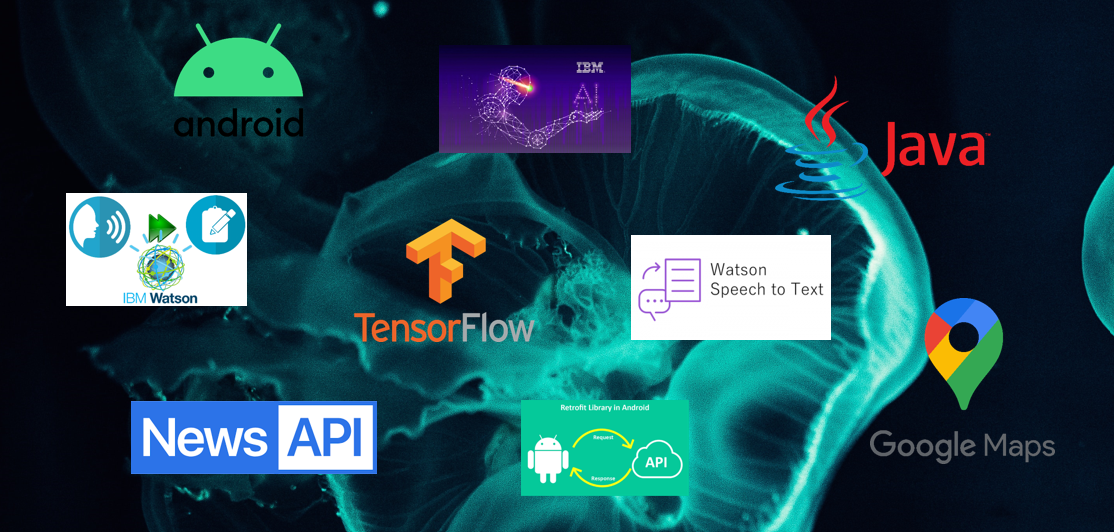 android
IBM
AI
Java™
IBM Watson
TensorFlow
Watson
Speech to Text
News API
Retrofit Library in Android
Request
API
Response
Google Maps